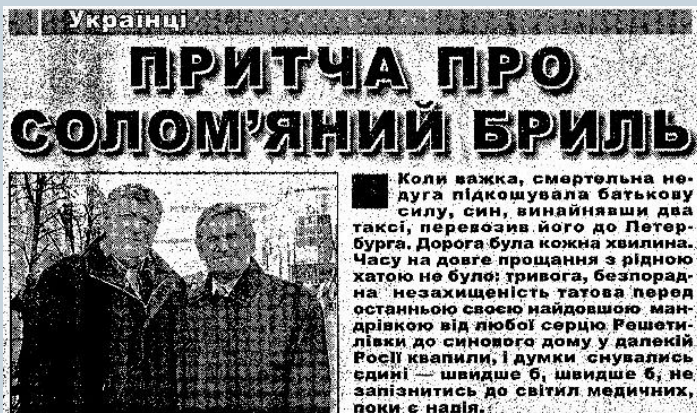 Українці
ПРИТЧА ПРО
СОЛОМ’ЯНИЙ БРИЛЬ
Коли важка, смертельна не-
дуга підкошувала батькову
силу, син, винайнявши два
таксі, перевозив його до Петер-
бурга. Дорога була кожна хвилина.
Часу на довге прощання з рідною
хатою не було: тривога, безпорад-
на незахищеність татова перед
останньою своєю найдовшою ман-
дрівкою від любої серцю Решети-
лівки до синового дому у далекій
Росії квапили, і думки снувались
єдині — швидше б, швидше б, не
запізнитись до світил медичних,
поки є надія.